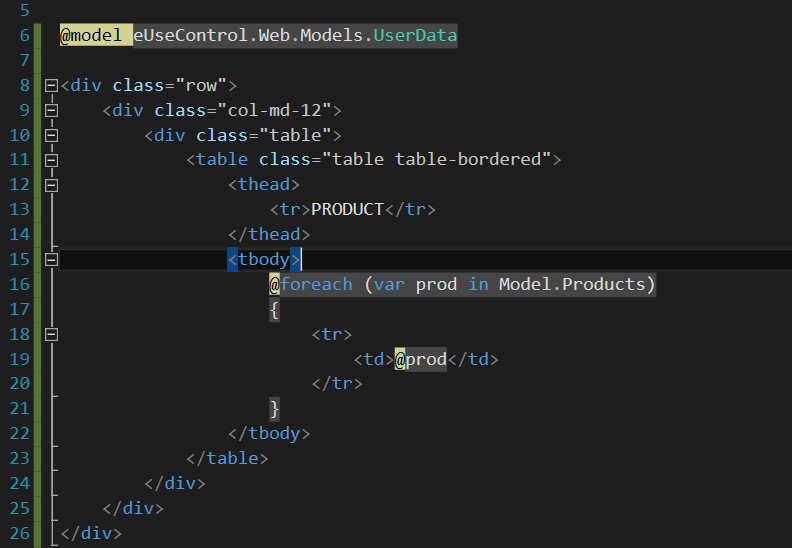 5
6 @model eUseControl.Web.Models.UserData
7
8 <div class="row">
9 <div class="col-md-12">
10 <div class="table">
11 <table class="table table-bordered">
12 <thead>
13 <tr>PRODUCT</tr>
14 </thead>
15 <tbody>
16 @foreach (var prod in Model.Products)
17 {
18 <tr>
19 <td>@prod</td>
20 </tr>
21 }
22 </tbody>
23 </table>
24 </div>
25 </div>
26 </div>